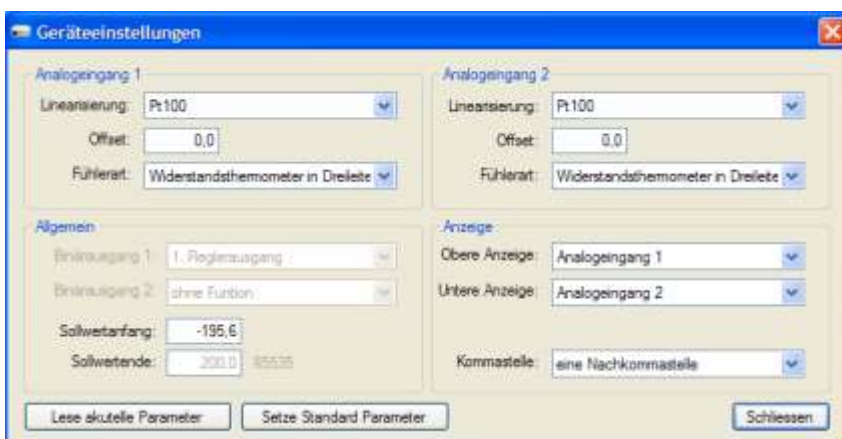 Geräteeinstellungen
Analogeingang 1
Linearisierung: Pt100
Offset: 0,0
Fühlerart: Widerstandsthermometer in Dreileite
Analogeingang 2
Linearisierung: Pt100
Offset: 0,0
Fühlerart: Widerstandsthermometer in Dreileite
Allgemein
Binärausgang 1: 1. Reglerausgang
Binärausgang 2: ohne Funtion
Sollwertanfang: -195,6
Sollwertende: 200,0 65535
Anzeige
Obere Anzeige: Analogeingang 1
Untere Anzeige: Analogeingang 2
Kommastelle: eine Nachkommastelle
Lese akutelle Parameter
Setze Standard Parameter
Schliessen